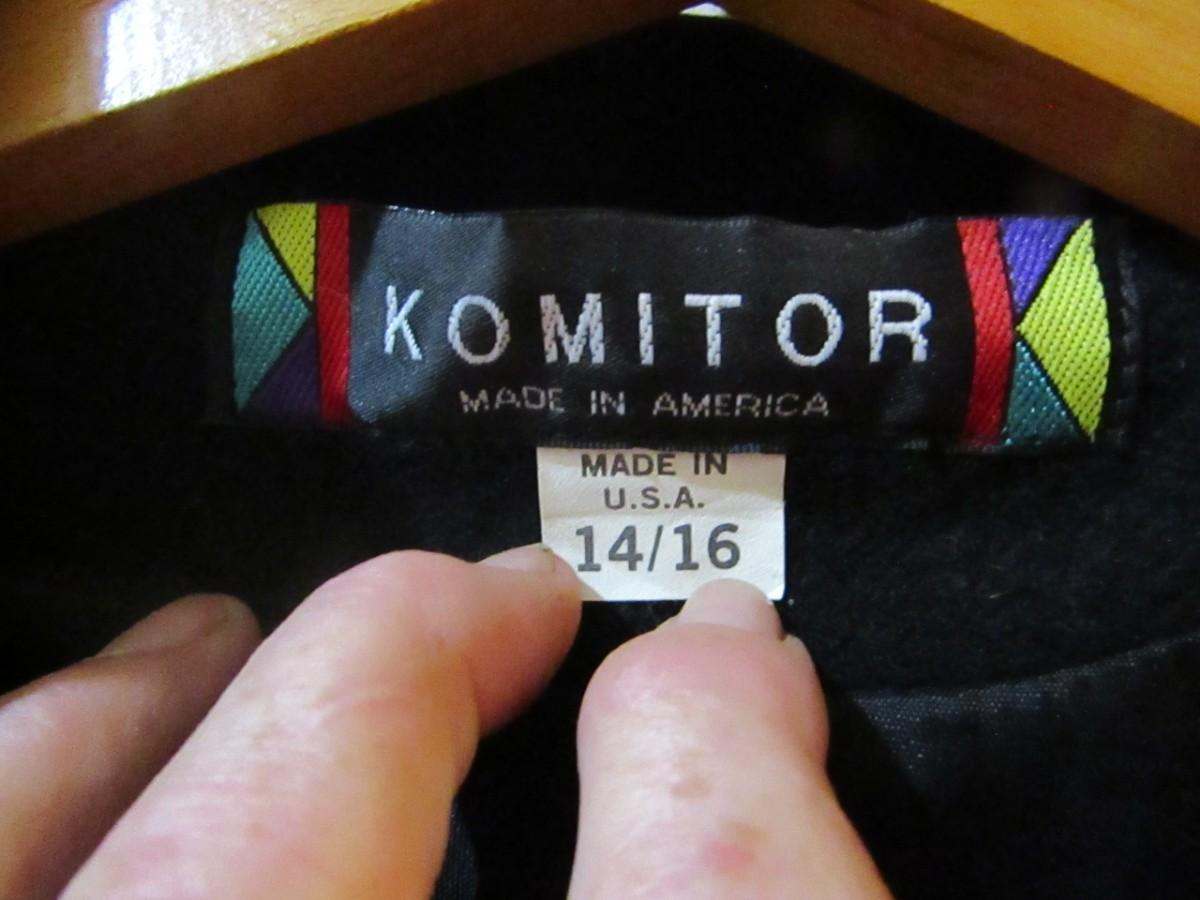 KOMITOR
MADE IN AMERICA
MADE IN
U.S.A.
14/16